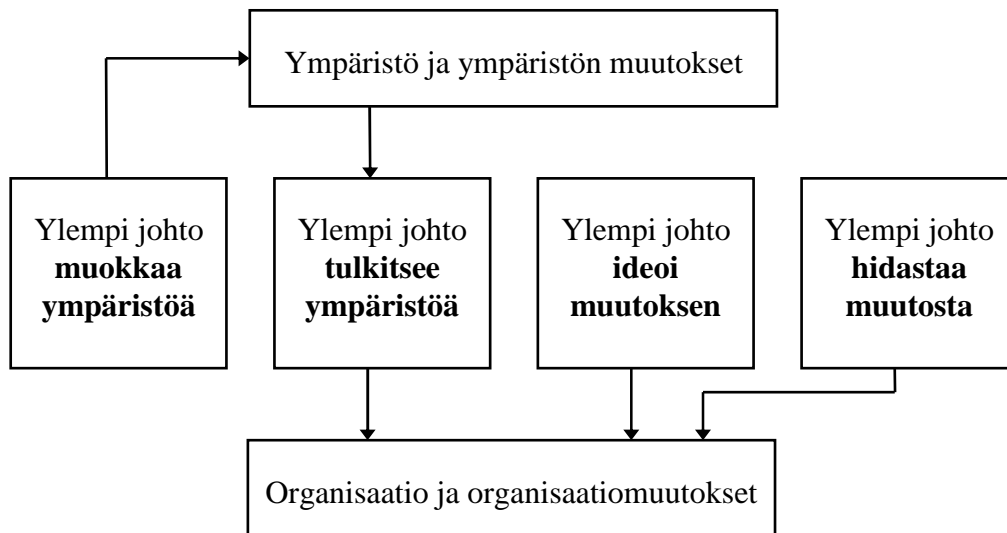 Ympäristö ja ympäristön muutokset
Ylempi johto
muokkaa
ympäristöä
Ylempi johto
tulkitsee
ympäristöä
Ylempi johto
ideoi
muutoksen
Ylempi johto
hidastaa
muutosta
Organisaatio ja organisaatiomuutokset